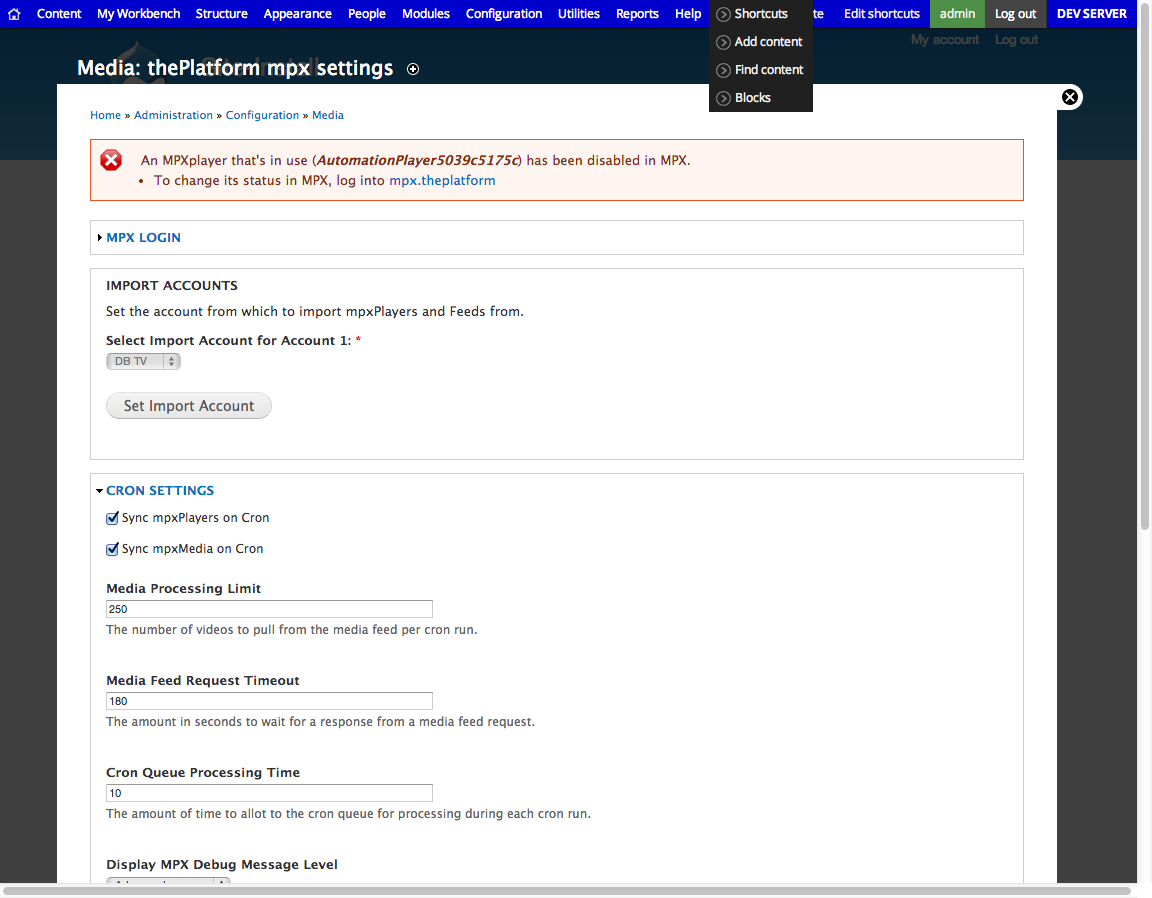 Content My Workbench Structure Appearance People Modules Configuration Utilities Reports Help Shortcuts te Edit shortcuts admin Log out DEV SERVER
Add content
Find content
Blocks
My account Log out
Media: thePlatform mpx settings
Home » Administration » Configuration » Media
An MPXplayer that's in use (AutomationPlayer5039c5175c) has been disabled in MPX.
• To change its status in MPX, log into mpx.theplatform
MPX LOGIN
IMPORT ACCOUNTS
Set the account from which to import mpxPlayers and Feeds from.
Select Import Account for Account 1: *
DB TV
Set Import Account
CRON SETTINGS
Sync mpxPlayers on Cron
Sync mpxMedia on Cron
Media Processing Limit
250
The number of videos to pull from the media feed per cron run.
Media Feed Request Timeout
180
The amount in seconds to wait for a response from a media feed request.
Cron Queue Processing Time
10
The amount of time to allot to the cron queue for processing during each cron run.
Display MPX Debug Message Level